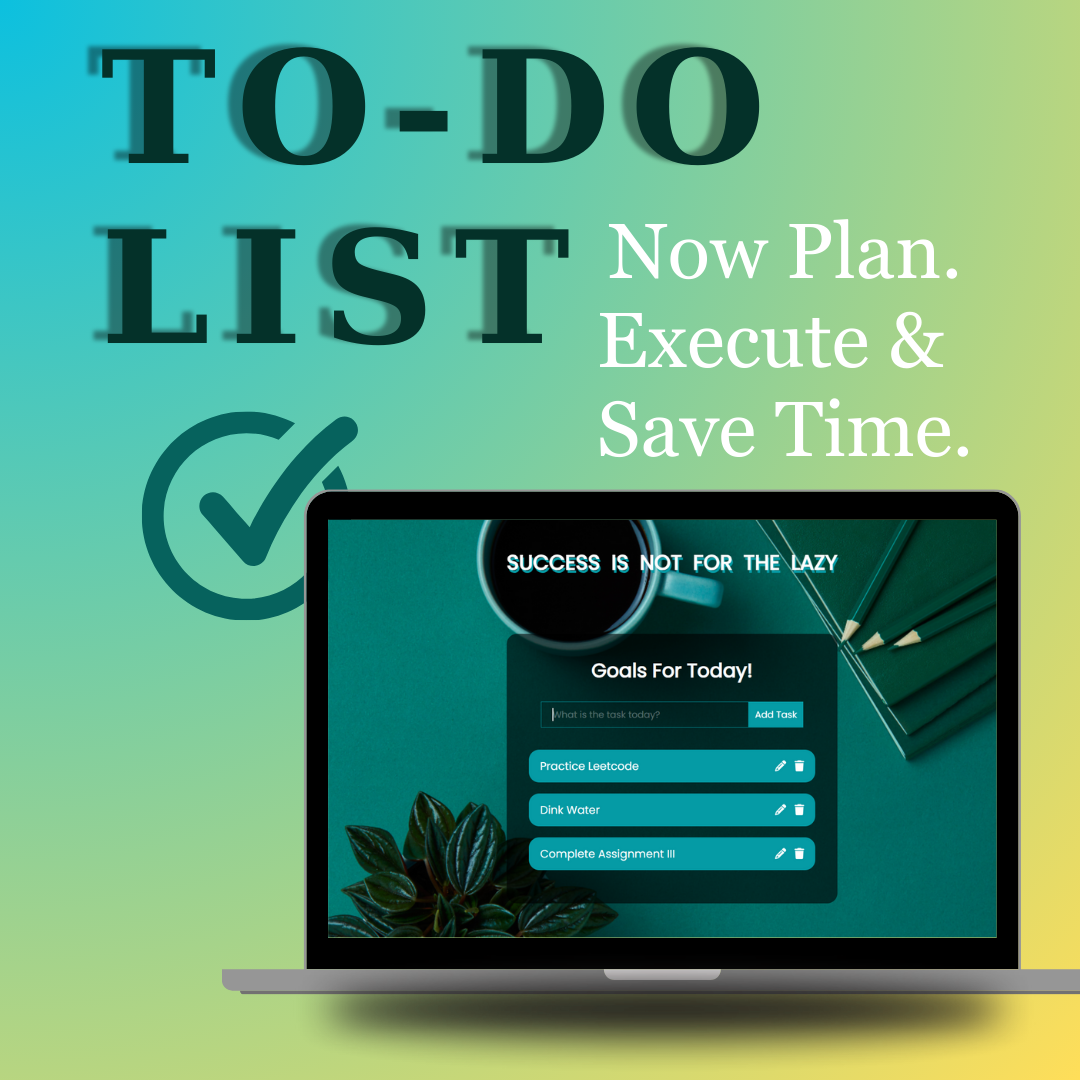 TO-DO
LIST
Now Plan.
Execute &
Save Time.
SUCCESS IS NOT FOR THE LAZY
Goals For Today!
What is the task today?
Add Task
Practice Leetcode
Dink Water
Complete Assignment III